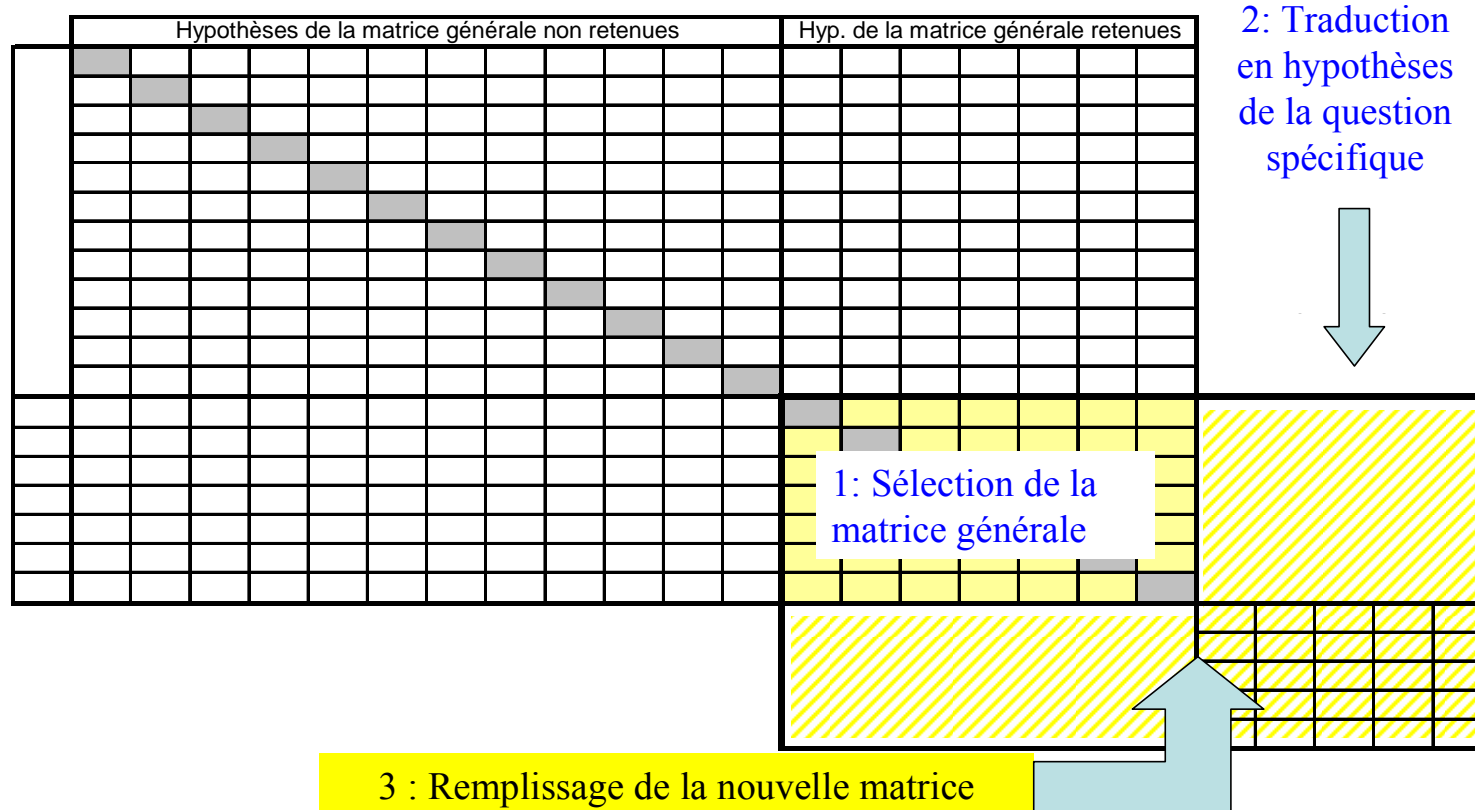 Hypothèses de la matrice générale non retenues
Hyp. de la matrice générale retenues
2: Traduction
en hypothèses
de la question
spécifique
1: Sélection de la
matrice générale
3 : Remplissage de la nouvelle matrice